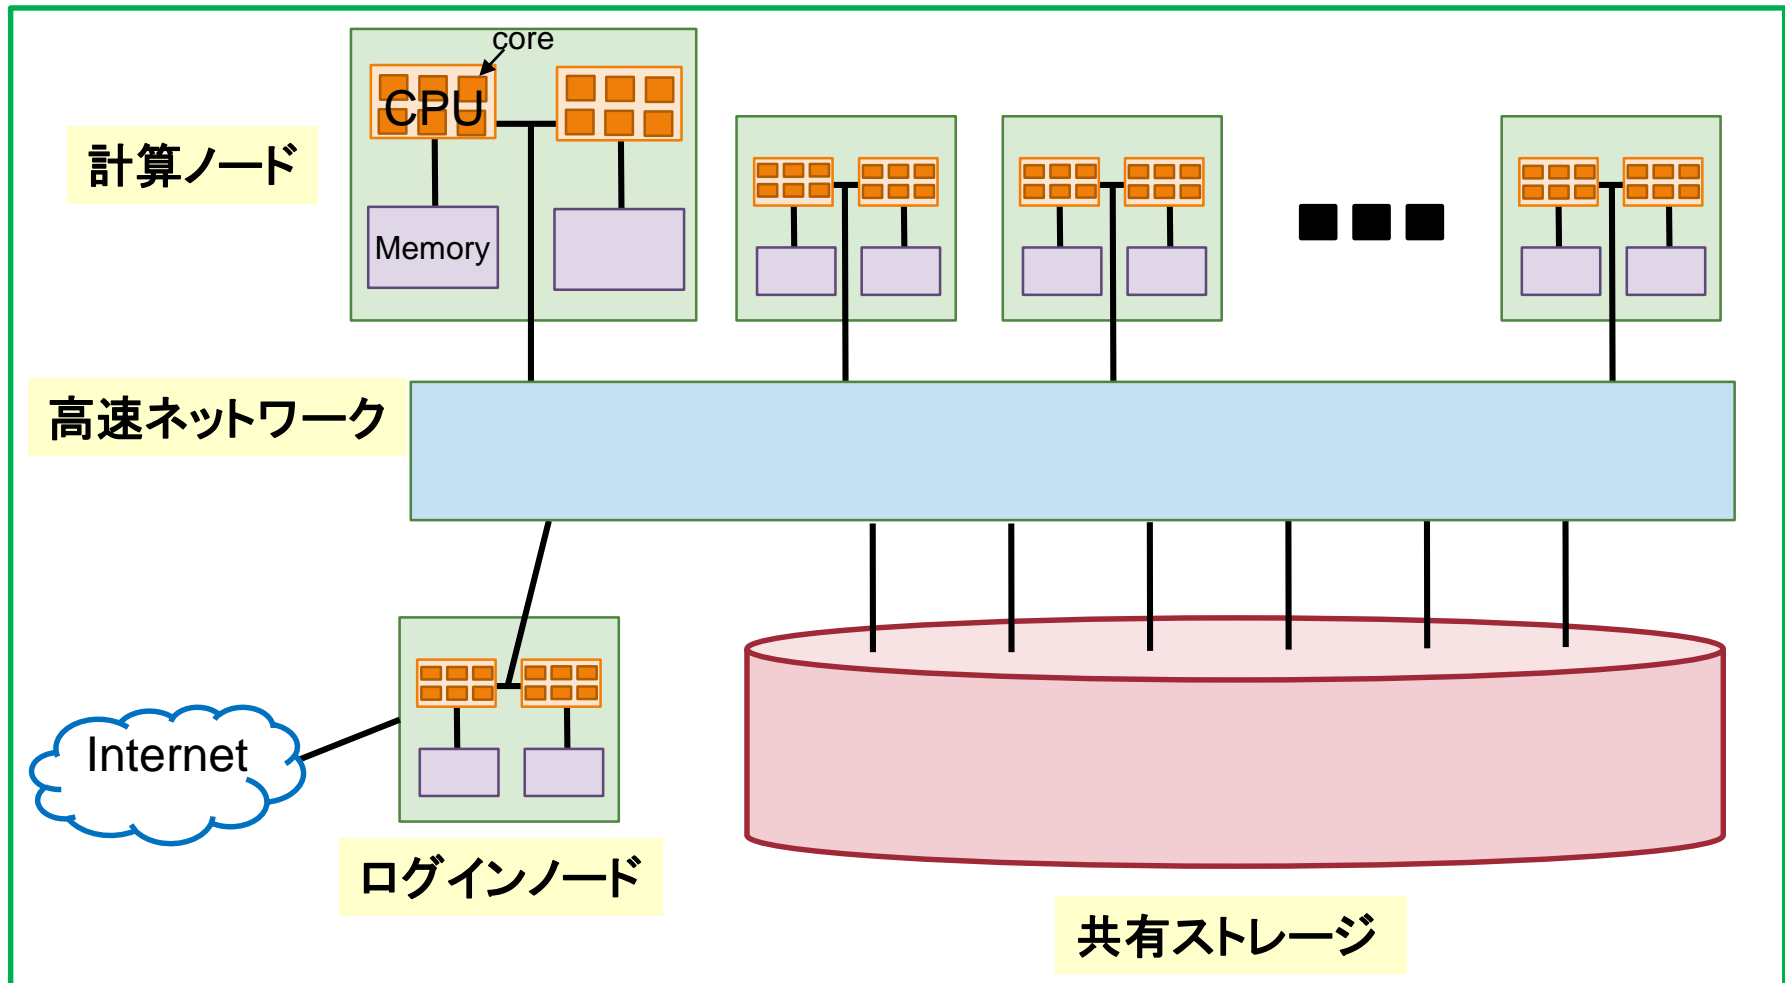 core
CPU
計算ノード
Memory
高速ネットワーク
Internet
ログインノード
共有ストレージ